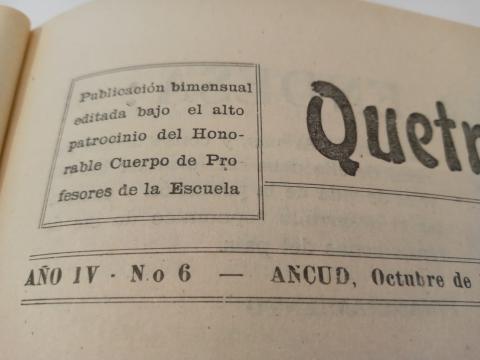 Publicación bimensual
editada bajo el alto
patrocinio del Hono-
rable Cuerpo de Pro
fesores de la Escuela
Quetr
AÑO IV - N.o 6 — ANCUD, Octubre de